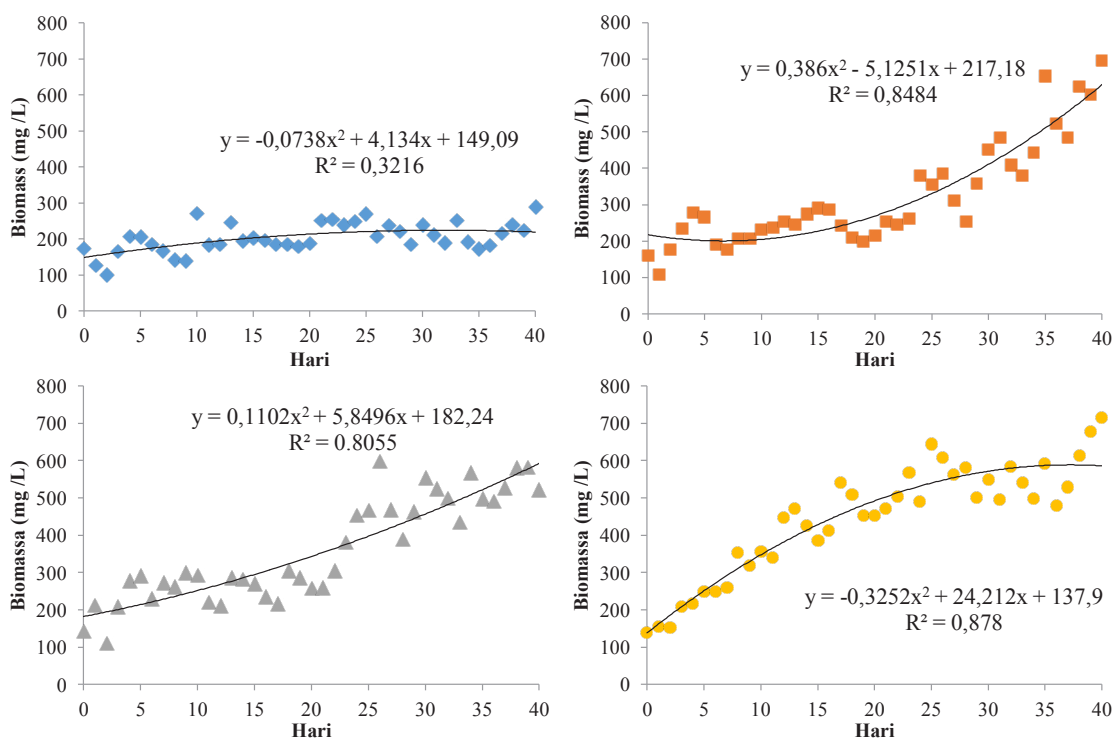 800
700
600
500
400
300
200
100
0
Biomass (mg /L)
y = -0,0738x² + 4,134x + 149,09
R² = 0,3216
0 5 10 15 20 25 30 35 40
Hari
800
700
600
500
400
300
200
100
0
Biomass (mg /L)
y = 0,386x² - 5,1251x + 217,18
R² = 0,8484
0 5 10 15 20 25 30 35 40
Hari
800
700
600
500
400
300
200
100
0
Biomassa (mg /L)
y = 0,1102x² + 5,8496x + 182,24
R² = 0.8055
0 5 10 15 20 25 30 35 40
Hari
800
700
600
500
400
300
200
100
0
Biomassa (mg /L)
y = -0,3252x² + 24,212x + 137,9
R² = 0,878
0 5 10 15 20 25 30 35 40
Hari